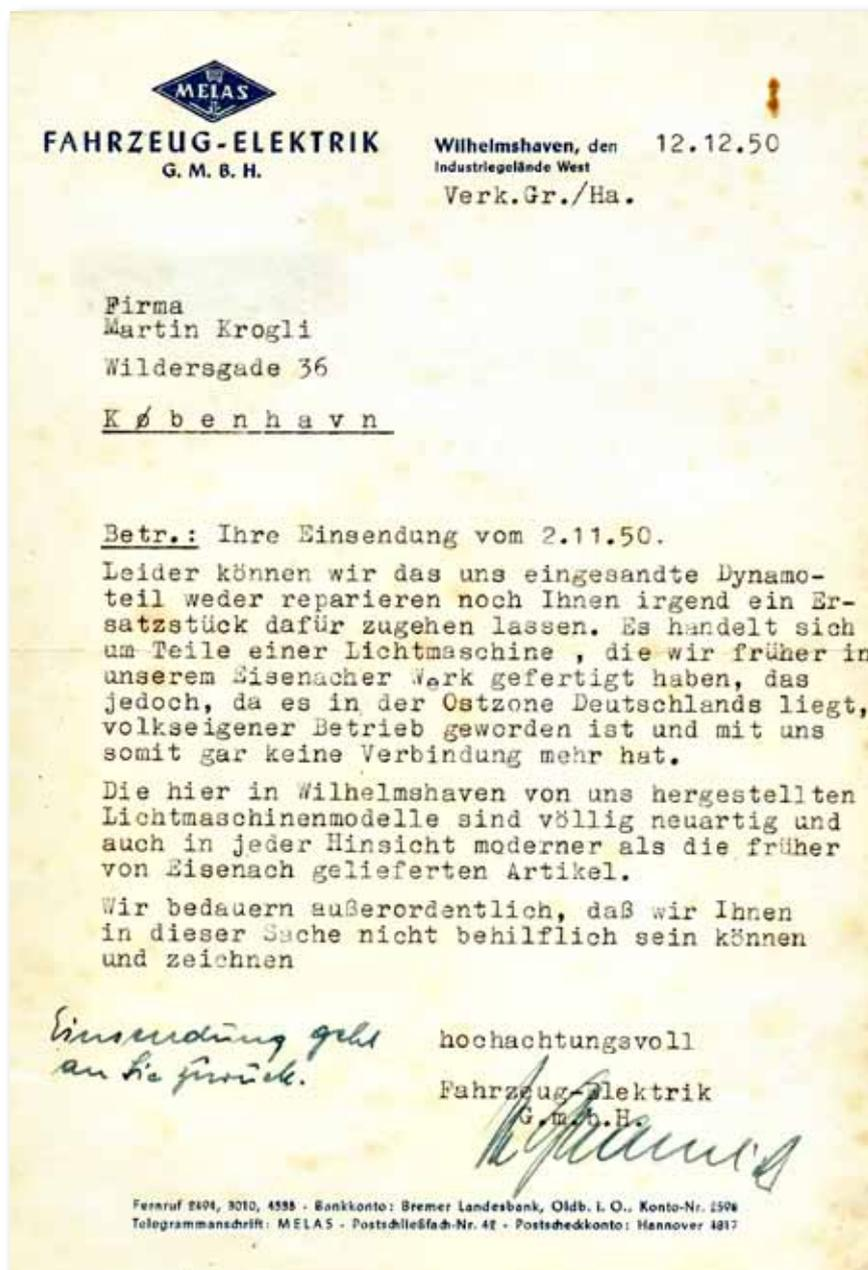 MELAS
FAHRZEUG-ELEKTRIK
G. M. B. H.
Wilhelmshaven, den 12.12.50
Industriegelände West
Verk.Gr./Ha.
Firma
Martin Krogli
Wildersgade 36
København
Betr.: Ihre Einsendung vom 2.11.50.
Leider können wir das uns eingesandte Dynamo-
teil weder reparieren noch Ihnen irgend ein Er-
satzstück dafür zugehen lassen. Es handelt sich
um Teile einer Lichtmaschine , die wir früher in
unserem Eisenacher Werk gefertigt haben, das
jedoch, da es in der Ostzone Deutschlands liegt,
volkseigener Betrieb geworden ist und mit uns
somit gar keine Verbindung mehr hat.
Die hier in Wilhelmshaven von uns hergestellten
Lichtmaschinenmodelle sind völlig neuartig und
auch in jeder Hinsicht moderner als die früher
von Eisenach gelieferten Artikel.
Wir bedauern außerordentlich, daß wir Ihnen
in dieser Sache nicht behilflich sein können
und zeichnen
Einsendung geht
an Sie zurück.
hochachtungsvoll
Fahrzeug-Elektrik
G.m.b.H.
Fernruf 2494, 3010, - Bankkonto: Bremer Landesbank, Oldb. i. O., Konto-Nr.
Telegrammanschrift: MELAS - Postschließfach-Nr. 42 - Postscheckkonto: Hannover